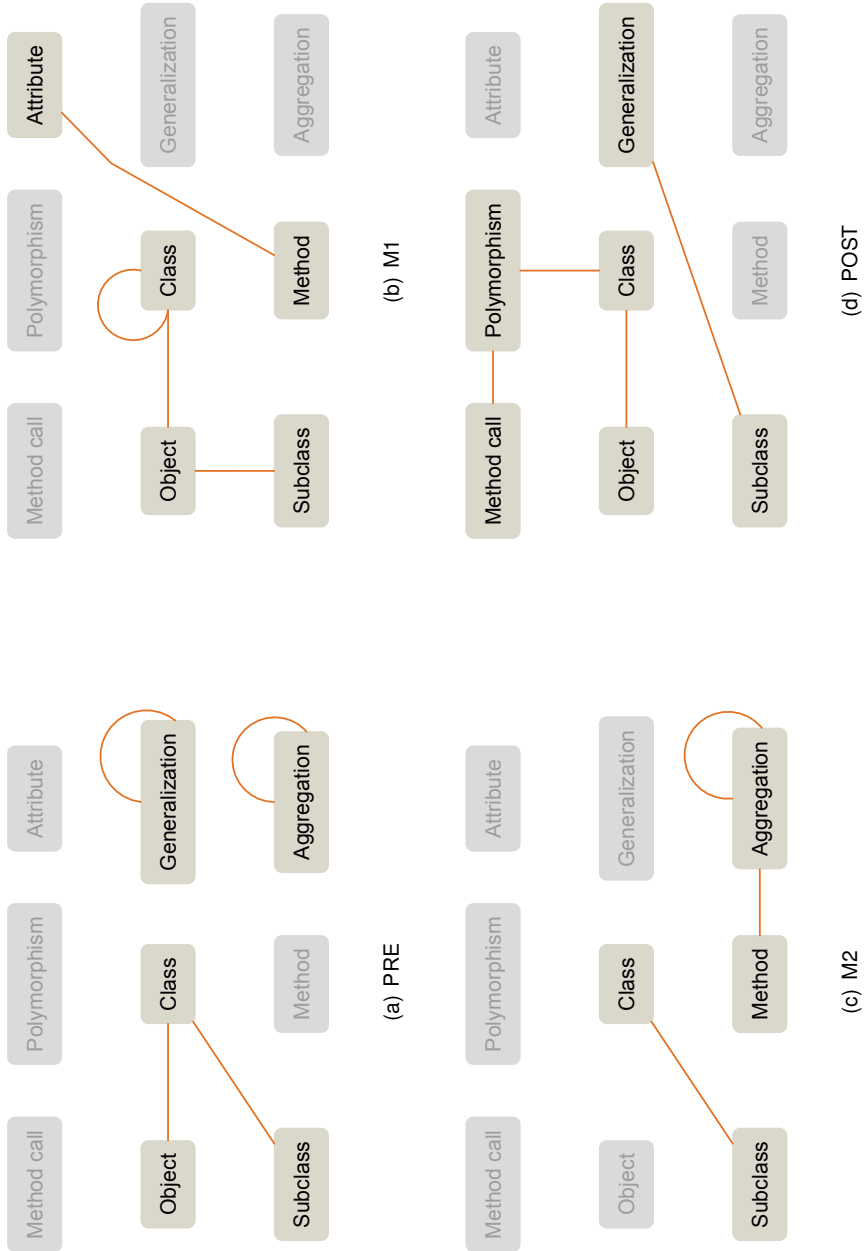 Method call
Polymorphism
Attribute
Object
Class
Generalization
Subclass
Method
Aggregation
(a) PRE
Method call
Polymorphism
Attribute
Object
Class
Generalization
Subclass
Method
Aggregation
(b) M1
Method call
Polymorphism
Attribute
Object
Class
Generalization
Subclass
Method
Aggregation
(c) M2
Method call
Polymorphism
Attribute
Object
Class
Generalization
Subclass
Method
Aggregation
(d) POST